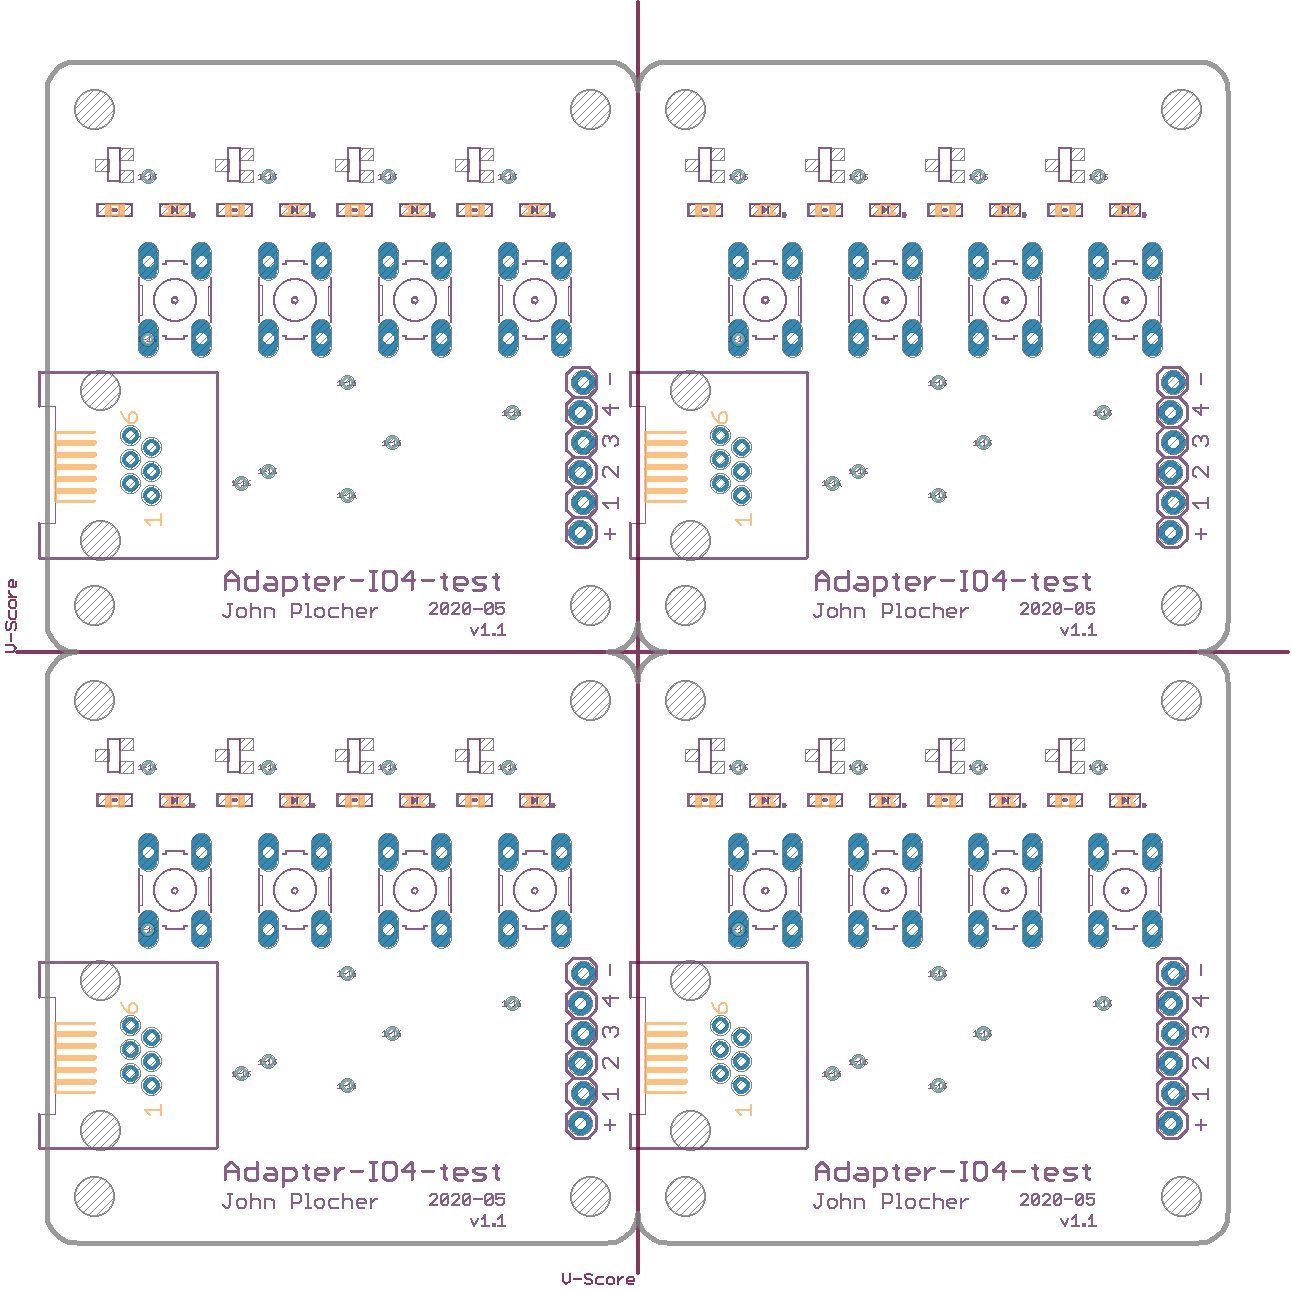 6
1
-
4
3
2
1
+
Adapter-IO4-test
John Plocher
2020-05
v1.1
6
1
-
4
3
2
1
+
Adapter-IO4-test
John Plocher
2020-05
v1.1
V-Score
6
1
-
4
3
2
1
+
Adapter-IO4-test
John Plocher
2020-05
v1.1
6
1
-
4
3
2
1
+
Adapter-IO4-test
John Plocher
2020-05
v1.1
V-Score